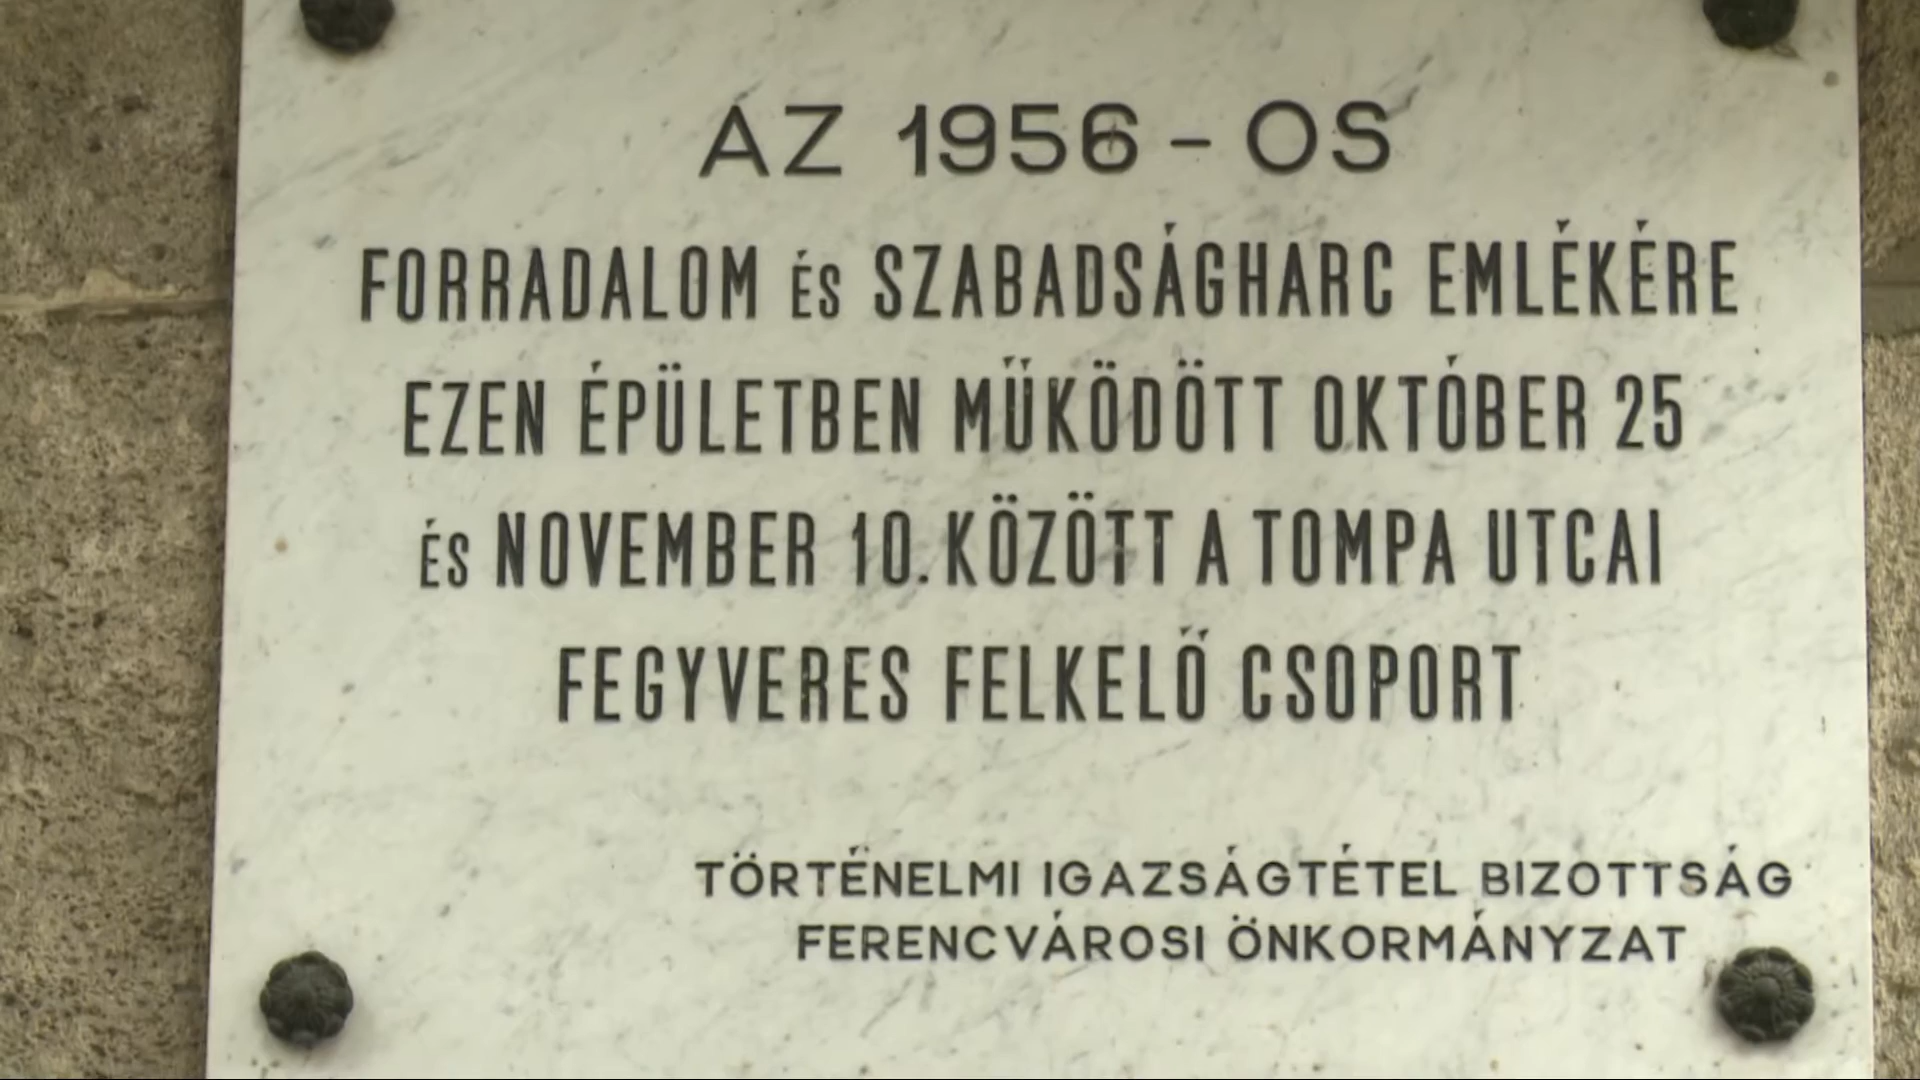 AZ 1956 - OS
FORRADALOM és SZABADSÁGHARC EMLÉKÉRE
EZEN ÉPÜLETBEN MŰKÖDÖTT OKTÓBER 25
és NOVEMBER 10. KÖZÖTT A TOMPA UTCAI
FEGYVERES FELKELŐ CSOPORT
TÖRTÉNELMI IGAZSÁGTÉTEL BIZOTTSÁG
FERENCVÁROSI ÖNKORMÁNYZAT